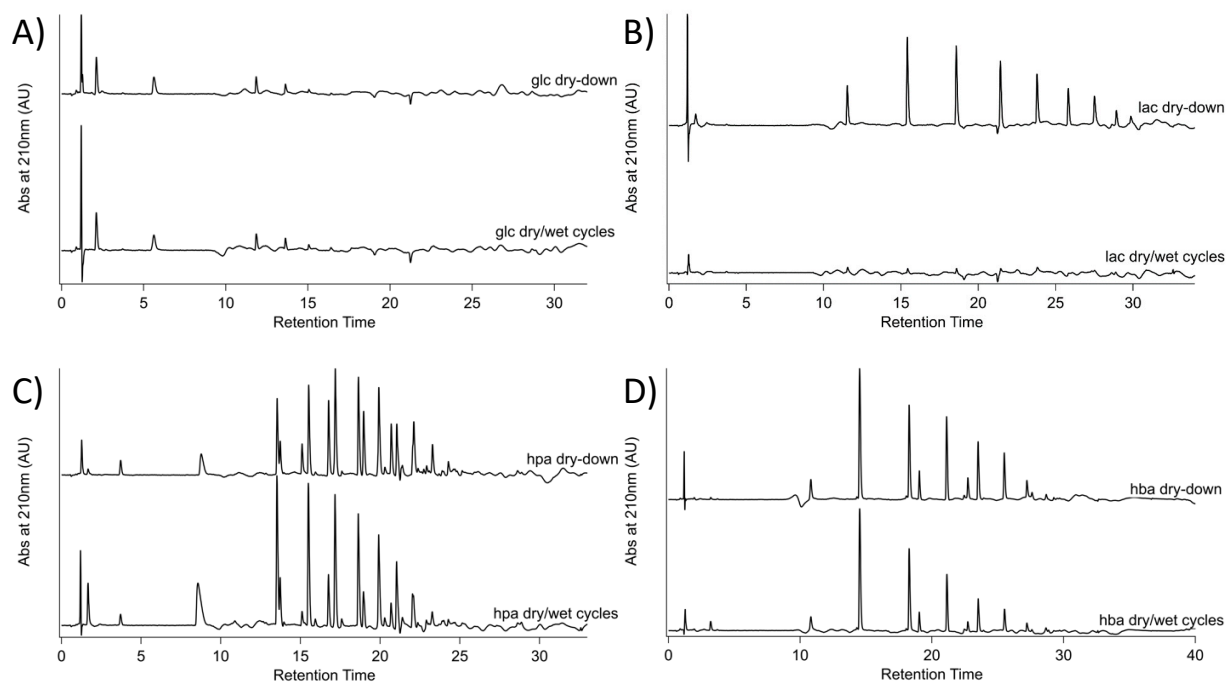 A)
Abs at 210nm (AU)
glc dry-down
glc dry/wet cycles
0 5 10 15 20 25 30
Retention Time
B)
Abs at 210nm (AU)
lac dry-down
lac dry/wet cycles
0 5 10 15 20 25 30
Retention Time
C)
Abs at 210nm (AU)
hpa dry-down
hpa dry/wet cycles
0 5 10 15 20 25 30
Retention Time
D)
Abs at 210nm (AU)
hba dry-down
hba dry/wet cycles
0 10 20 30 40
Retention Time